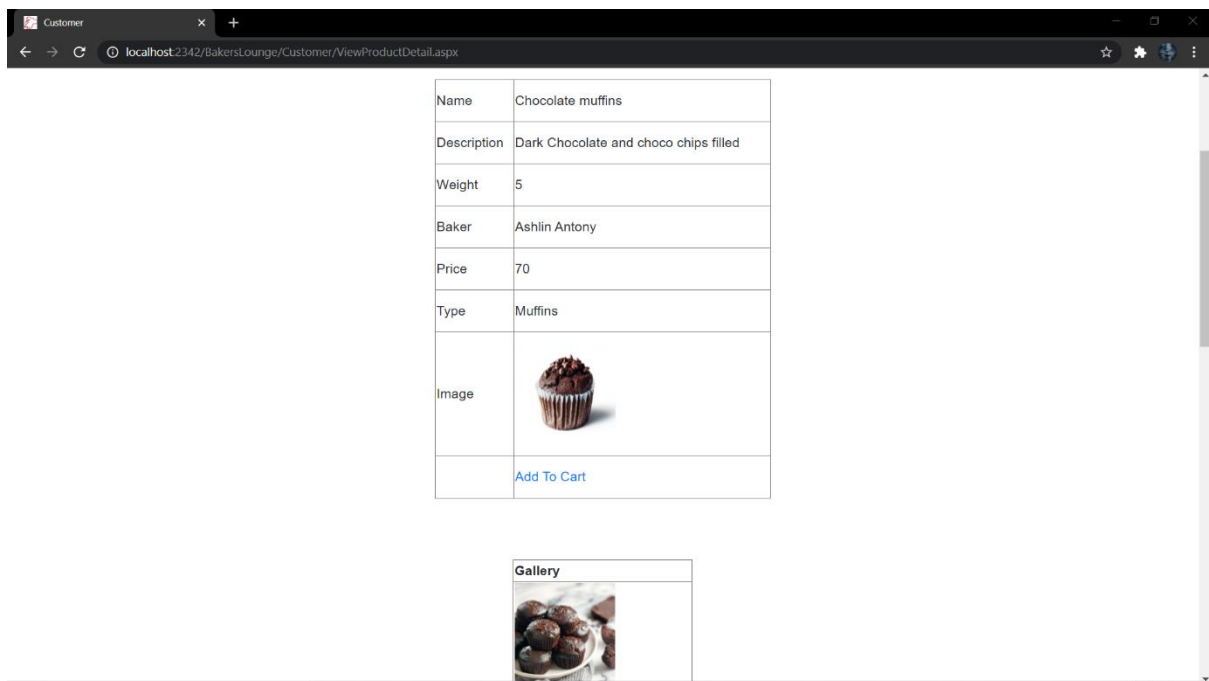 Customer
localhost:2342/BakersLounge/Customer/ViewProductDetail.aspx
Name Chocolate muffins
Description Dark Chocolate and choco chips filled
Weight 5
Baker Ashlin Antony
Price 70
Type Muffins
Image
Add To Cart
Gallery